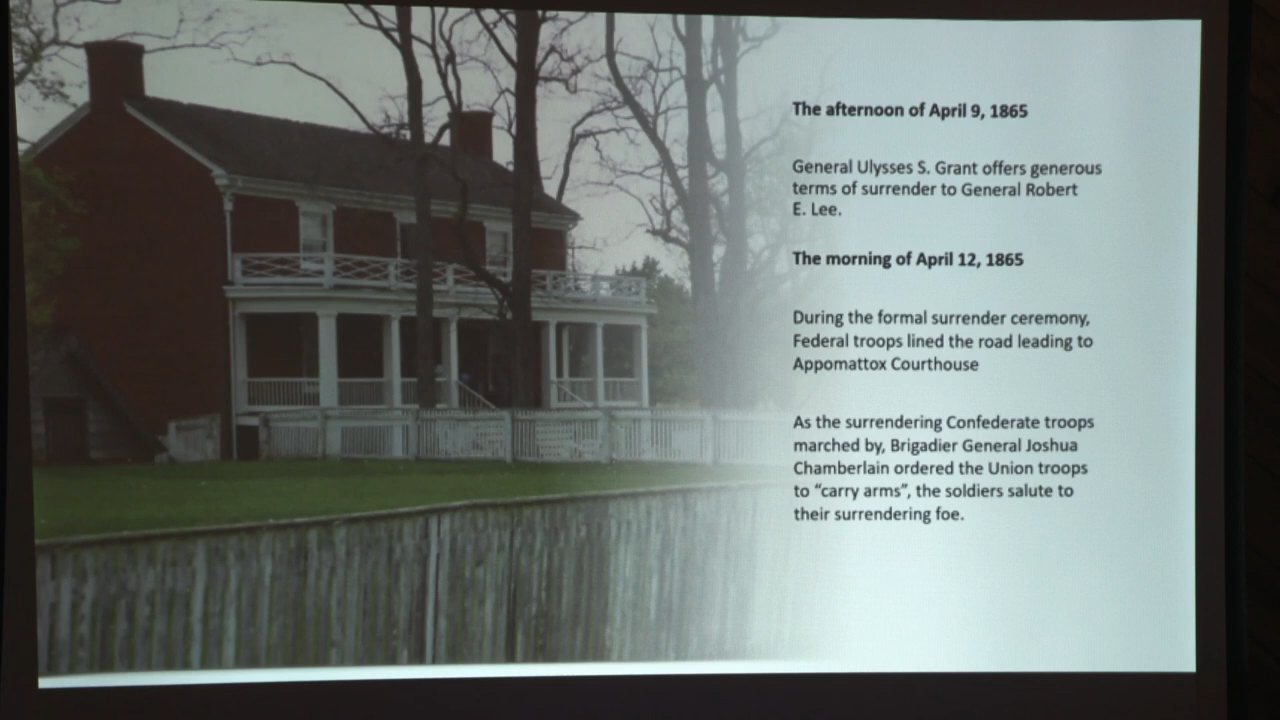 The afternoon of April 9, 1865
General Ulysses S. Grant offers generous
terms of surrender to General Robert
E. Lee.
The morning of April 12, 1865
During the formal surrender ceremony,
Federal troops lined the road leading to
Appomattox Courthouse
As the surrendering Confederate troops
marched by, Brigadier General Joshua
Chamberlain ordered the Union troops
to “carry arms”, the soldiers salute to
their surrendering foe.